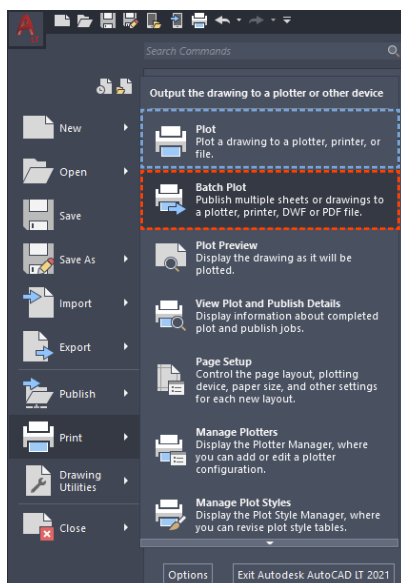 Search Commands
Output the drawing to a plotter or other device
New
Open
Save
Save As
Import
Export
Publish
Print
Drawing
Utilities
Close
Plot
Plot a drawing to a plotter, printer, or
file.
Batch Plot
Publish multiple sheets or drawings to
a plotter, printer, DWF or PDF file.
Plot Preview
Display the drawing as it will be
plotted.
View Plot and Publish Details
Display information about completed
plot and publish jobs.
Page Setup
Control the page layout, plotting
device, paper size, and other settings
for each new layout.
Manage Plotters
Display the Plotter Manager, where
you can add or edit a plotter
configuration.
Manage Plot Styles
Display the Plot Style Manager, where
you can revise plot style tables.
Options
Exit Autodesk AutoCAD LT 2021